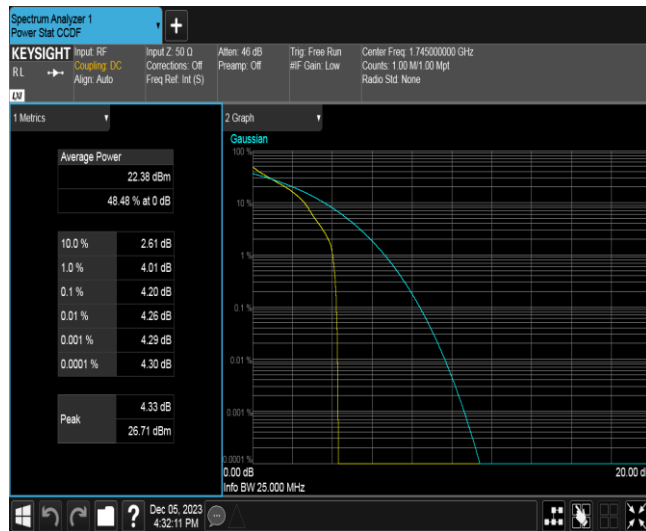 Spectrum Analyzer 1
Power Stat CCDF
+
KEYSIGHT
RL
LXI
Input: RF
Coupling: DC
Align: Auto
Input Z: 50 Ω
Corrections: Off
Freq Ref: Int (S)
Atten: 46 dB
Preamp: Off
Trig: Free Run
#IF Gain: Low
Center Freq: 1.745000000 GHz
Counts: 1.00 M/1.00 Mpt
Radio Std: None
1 Metrics
Average Power
22.38 dBm
48.48 % at 0 dB
10.0 % 2.61 dB
1.0 % 4.01 dB
0.1 % 4.20 dB
0.01 % 4.26 dB
0.001 % 4.29 dB
0.0001 % 4.30 dB
Peak
4.33 dB
26.71 dBm
2 Graph
Gaussian
100 %
10 %
1 %
0.1 %
0.01 %
0.001 %
0.0001 %
0.00 dB
20.00 d
Info BW 25.000 MHz
?
Dec 05, 2023
4:32:11 PM